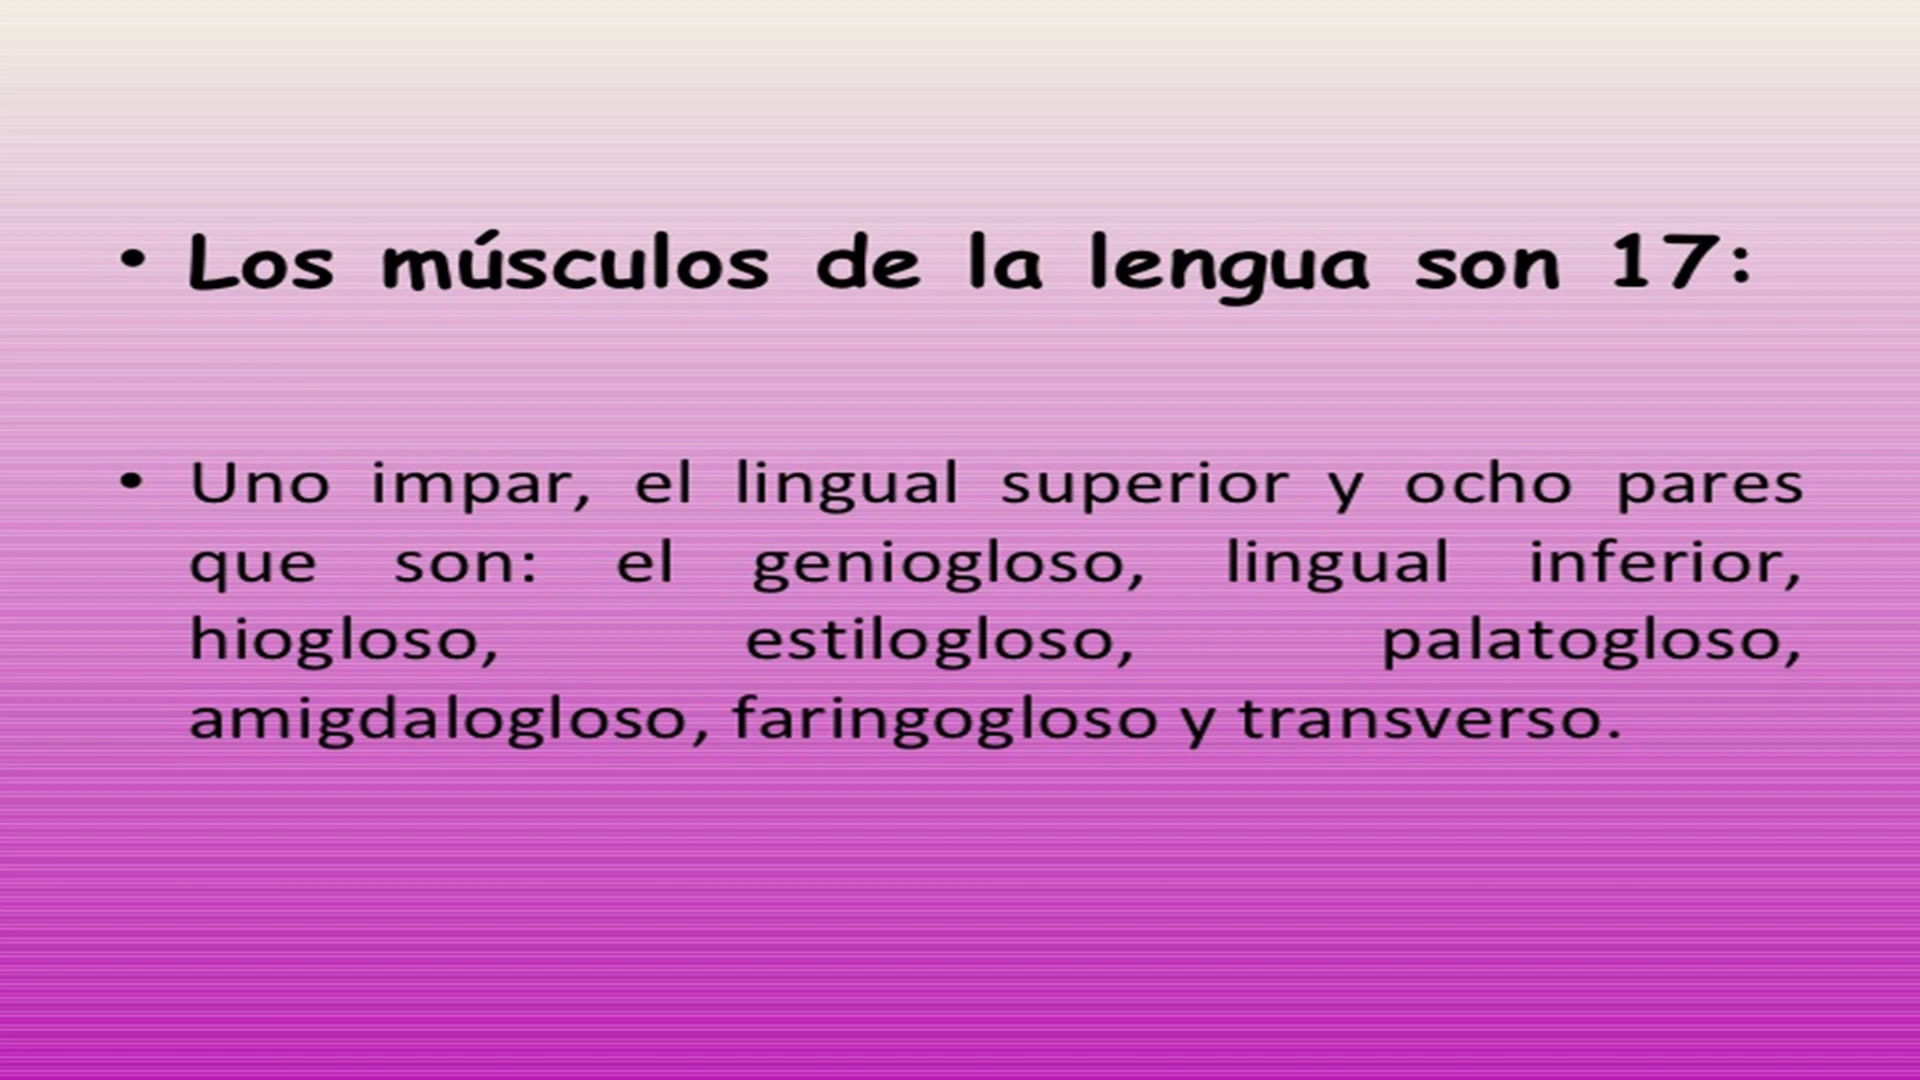 • Los músculos de la lengua son 17:
• Uno impar, el lingual superior y ocho pares
que son: el geniogloso, lingual inferior,
hiogloso, estilogloso, palatogloso,
amigdalogloso, faringogloso y transverso.